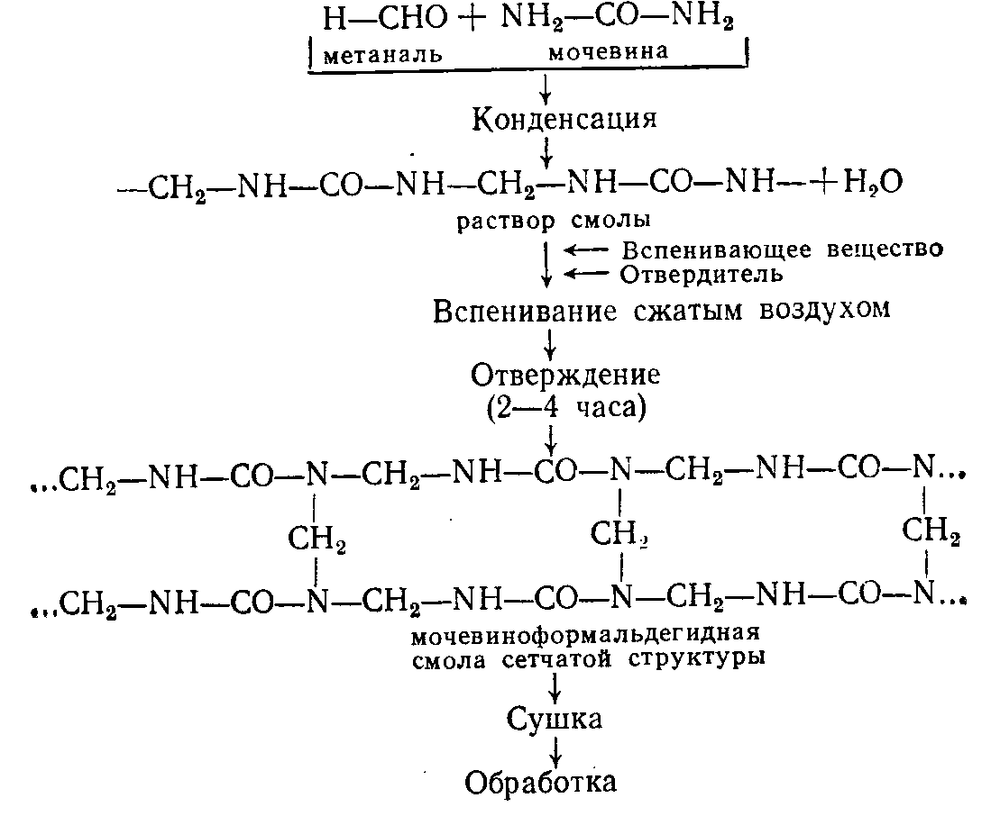 H—CHO + NH₂—CO—NH₂
метаналь мочевина
Конденсация
—CH₂—NH—CO—NH—CH₂—NH—CO—NH—+H₂O
раствор смолы
Вспенивающее вещество
Отвердитель
Вспенивание сжатым воздухом
Отверждение
(2—4 часа)
...CH₂—NH—CO—N—CH₂—NH—CO—N—CH₂—NH—CO—N...
CH₂ CH₂ CH₂
...CH₂—NH—CO—N—CH₂—NH—CO—N—CH₂—NH—CO—N...
мочевиноформальдегидная
смола сетчатой структуры
Сушка
Обработка